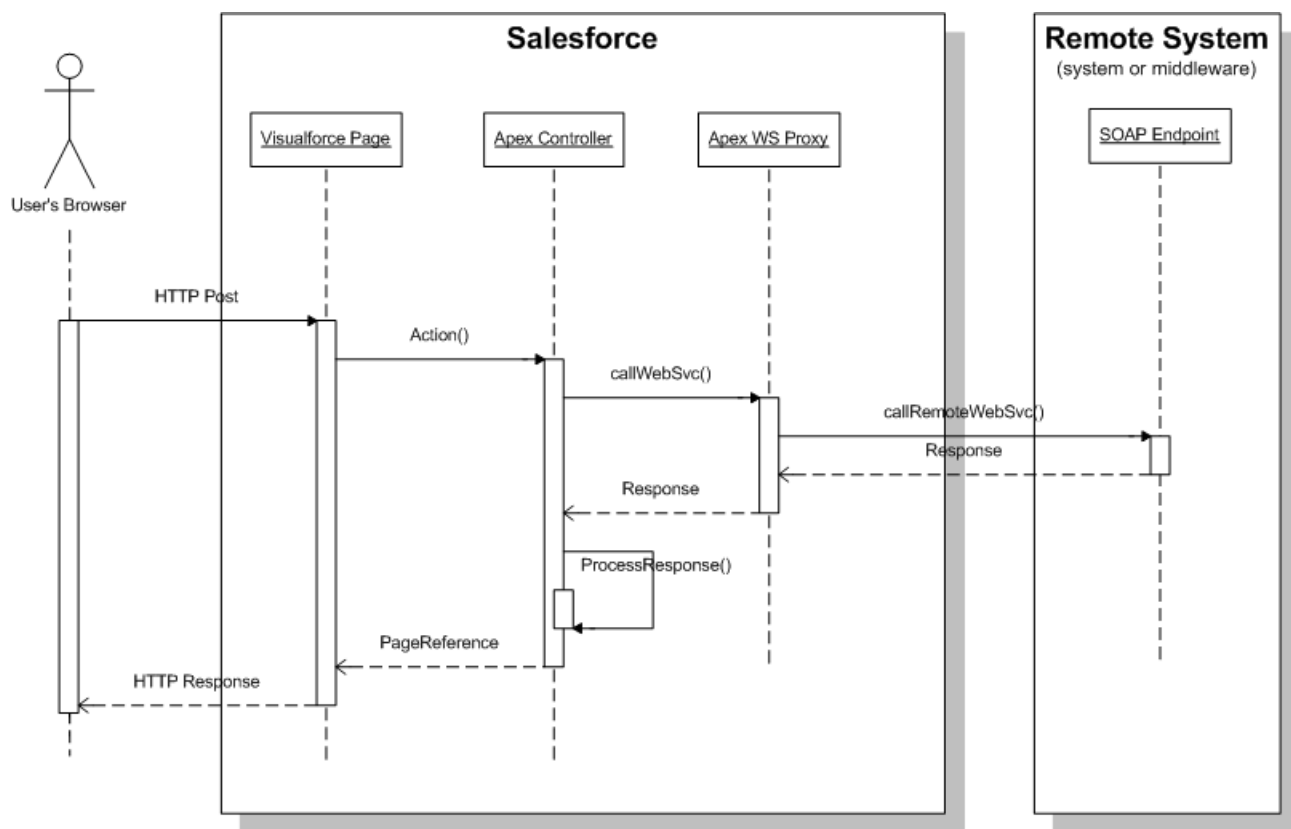 Salesforce
Remote System
(system or middleware)
Visualforce Page
Apex Controller
Apex WS Proxy
SOAP Endpoint
User's Browser
HTTP Post
Action()
callWebSvc()
callRemoteWebSvc()
Response
Response
ProcessResponse()
PageReference
HTTP Response